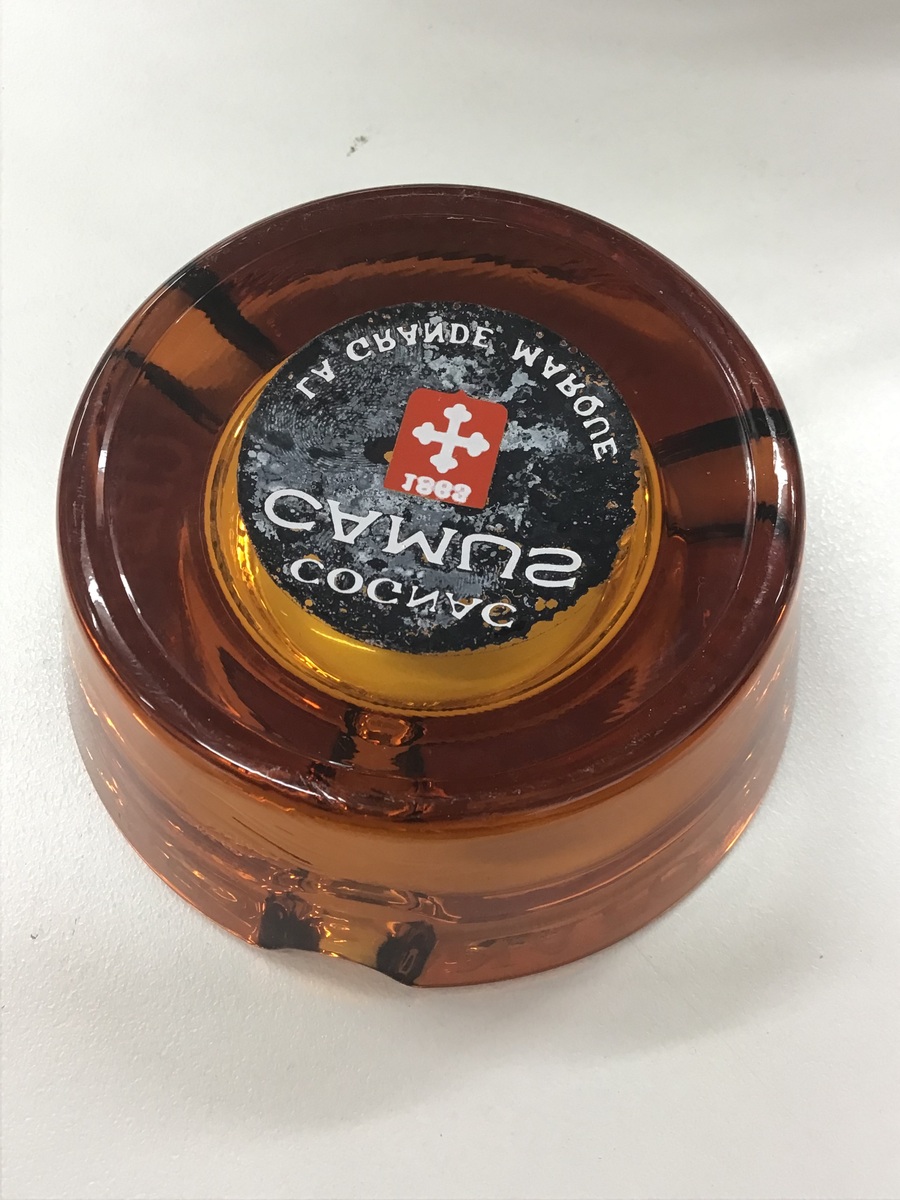 COGNAC
CAMUS
1863
LA GRANDE MARQUE